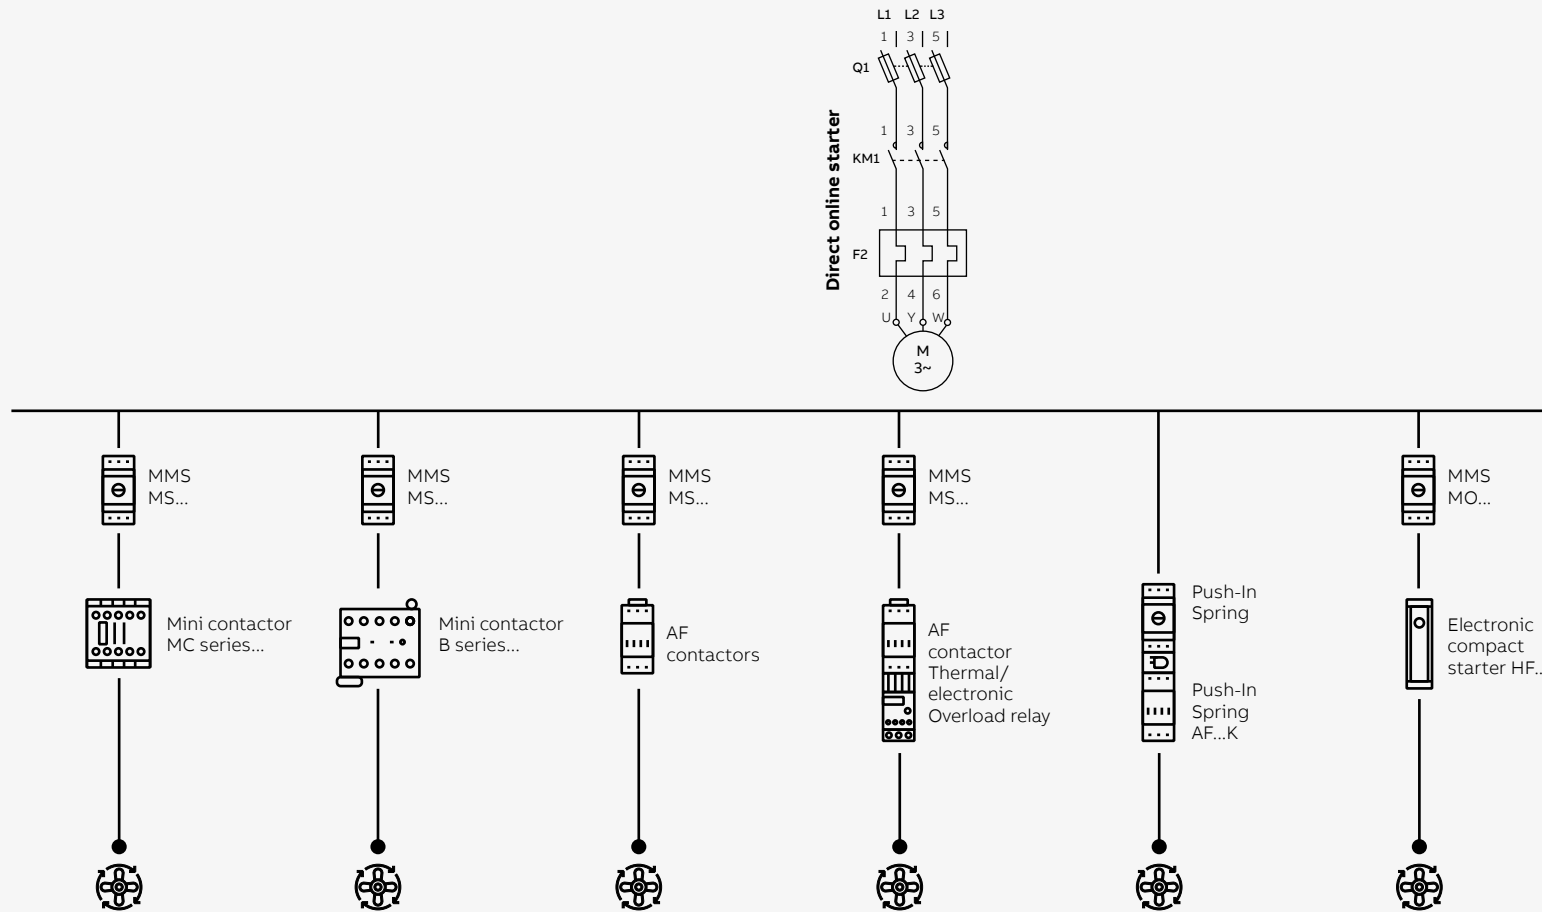 L1 L2 L3
1 3 5
Q1
1 3 5
KM1
1 3 5
F2
2 4 6
U Y W
M
3~
Direct online starter
MMS
MS...
Mini contactor
MC series...
MMS
MS...
Mini contactor
B series...
MMS
MS...
AF
contactors
MMS
MS...
AF
contactor
Thermal/
electronic
Overload relay
Push-In
Spring
Push-In
Spring
AF...K
MMS
MO...
Electronic
compact
starter HF..